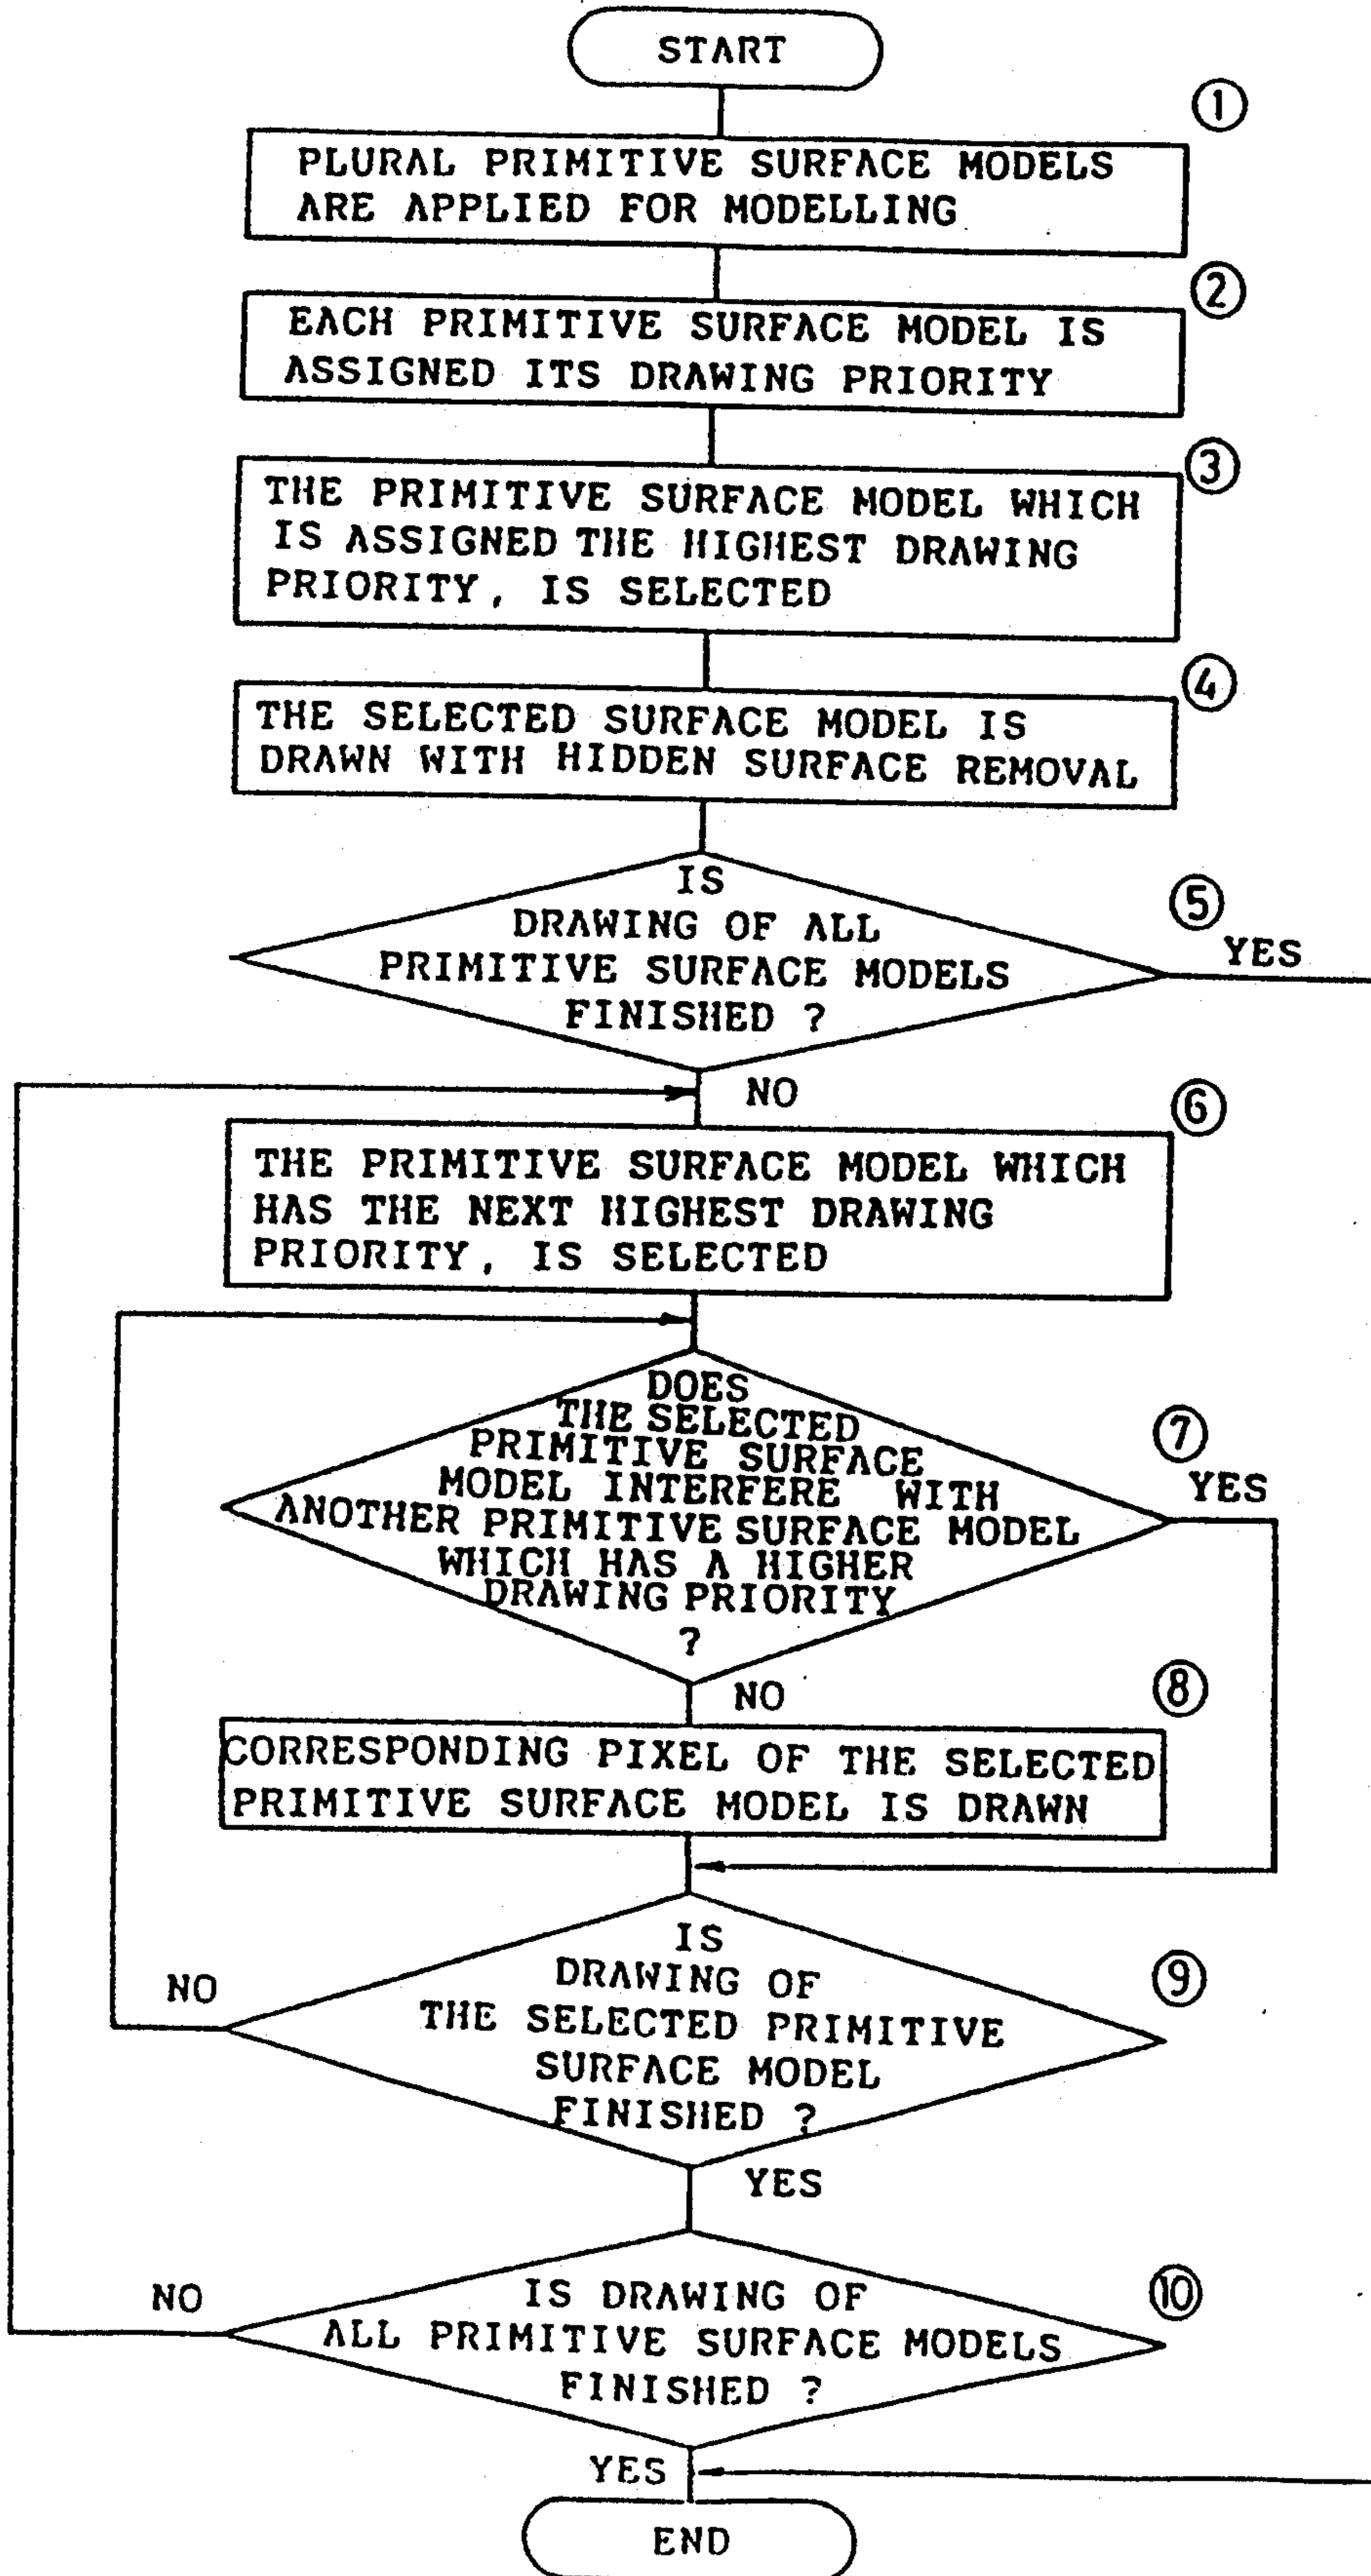 START
①
PLURAL PRIMITIVE SURFACE MODELS
ARE APPLIED FOR MODELLING
②
EACH PRIMITIVE SURFACE MODEL IS
ASSIGNED ITS DRAWING PRIORITY
③
THE PRIMITIVE SURFACE MODEL WHICH
IS ASSIGNED THE HIGHEST DRAWING
PRIORITY, IS SELECTED
④
THE SELECTED SURFACE MODEL IS
DRAWN WITH HIDDEN SURFACE REMOVAL
⑤
IS
DRAWING OF ALL
PRIMITIVE SURFACE MODELS
FINISHED ?
YES
NO
⑥
THE PRIMITIVE SURFACE MODEL WHICH
HAS THE NEXT HIGHEST DRAWING
PRIORITY, IS SELECTED
⑦
DOES
THE SELECTED
PRIMITIVE SURFACE
MODEL INTERFERE WITH
ANOTHER PRIMITIVE SURFACE MODEL
WHICH HAS A HIGHER
DRAWING PRIORITY
?
YES
NO
⑧
CORRESPONDING PIXEL OF THE SELECTED
PRIMITIVE SURFACE MODEL IS DRAWN
⑨
IS
DRAWING OF
THE SELECTED PRIMITIVE
SURFACE MODEL
FINISHED ?
NO
YES
⑩
IS DRAWING OF
ALL PRIMITIVE SURFACE MODELS
FINISHED ?
NO
YES
END